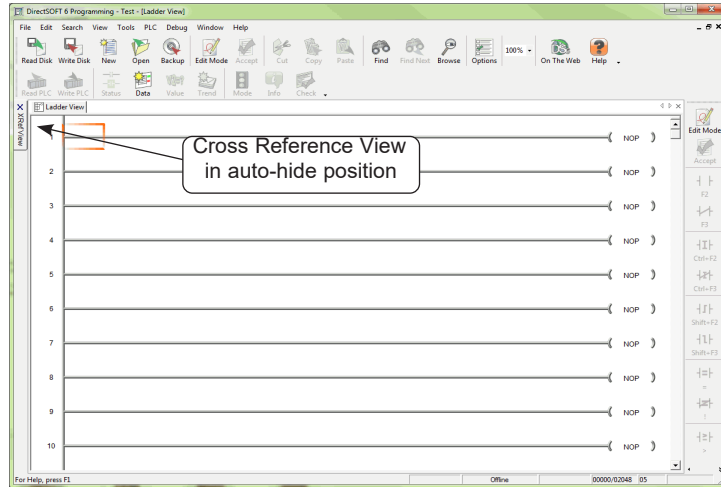 DirectSOFT 6 Programming - Test - [Ladder View]
File Edit Search View Tools PLC Debug Window Help
Read Disk Write Disk New Open Backup Edit Mode Accept Cut Copy Paste Find Find Next Browse Options 100% On The Web Help
Read PLC Write PLC Status Data Value Trend Mode Info Check
Ladder View
XRef View
Edit Mode
Accept
F2
F3
Ctrl+F2
Ctrl+F3
Shift+F2
Shift+F3
=
!
>
Cross Reference View
in auto-hide position
1 NOP
2 NOP
3 NOP
4 NOP
5 NOP
6 NOP
7 NOP
8 NOP
9 NOP
10 NOP
For Help, press F1 Offline 00000/02048 05